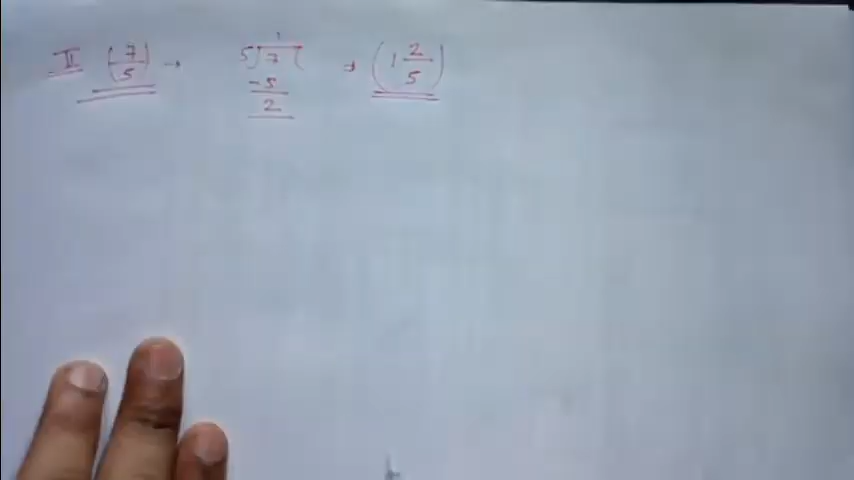 II (7/5) → 5)7( 1 -5 2 → (1 2/5)